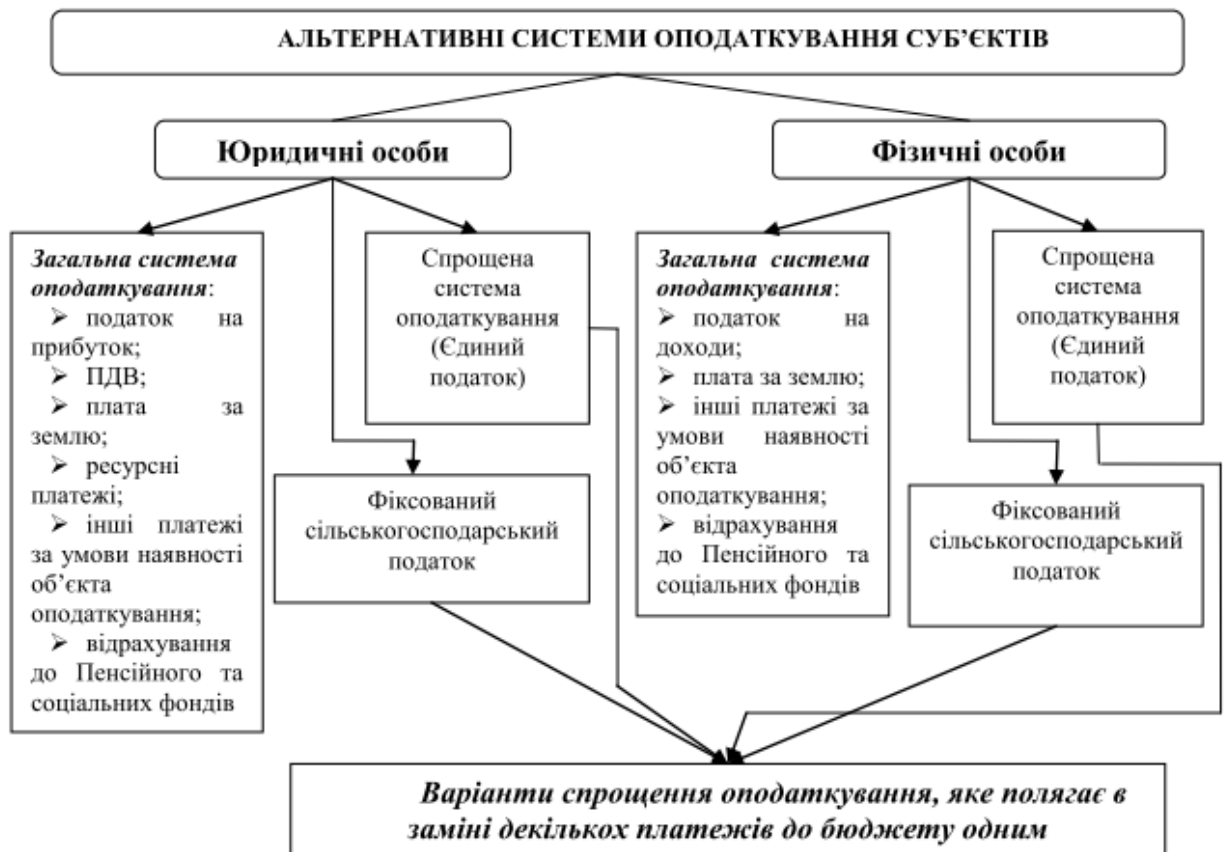 АЛЬТЕРНАТИВНІ СИСТЕМИ ОПОДАТКУВАННЯ СУБ’ЄКТІВ
Юридичні особи
Фізичні особи
Загальна система
оподаткування:
➢ податок на
прибуток;
➢ ПДВ;
➢ плата за
землю;
➢ ресурсні
платежі;
➢ інші платежі
за умови наявності
об’єкта
оподаткування;
➢ відрахування
до Пенсійного та
соціальних фондів
Спрощена
система
оподаткування
(Єдиний
податок)
Фіксований
сільськогосподарський
податок
Загальна система
оподаткування:
➢ податок на
доходи;
➢ плата за землю;
➢ інші платежі за
умови наявності
об’єкта
оподаткування;
➢ відрахування
до Пенсійного та
соціальних фондів
Спрощена
система
оподаткування
(Єдиний
податок)
Фіксований
сільськогосподарський
податок
Варіанти спрощення оподаткування, яке полягає в
заміні декількох платежів до бюджету одним